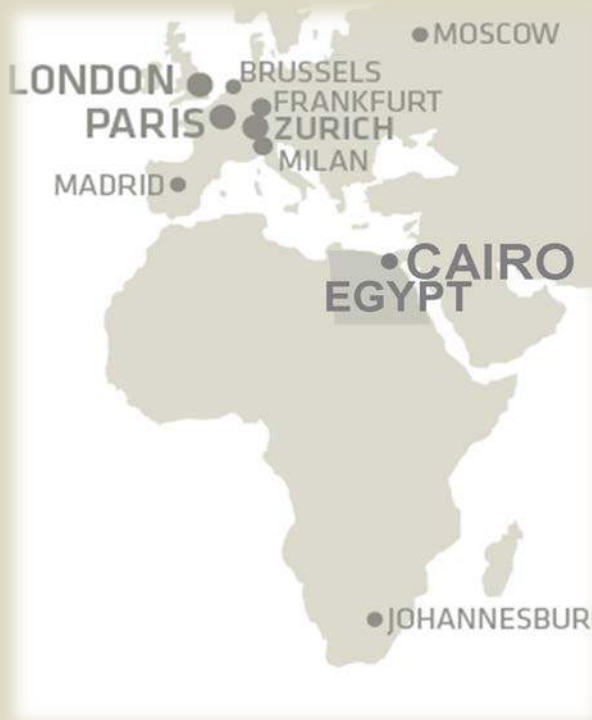 MOSCOW
BRUSSELS
LONDON
FRANKFURT
PARIS
ZURICH
MILAN
MADRID
CAIRO
EGYPT
JOHANNESBUR